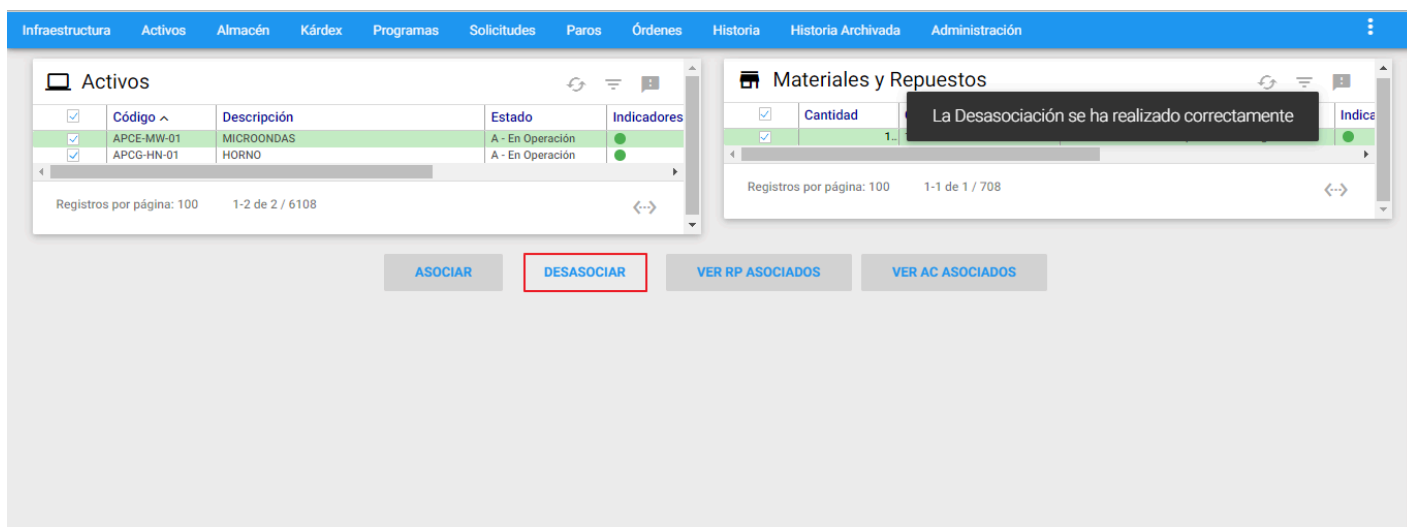 Infraestructura Activos Almacén Kárdex Programas Solicitudes Paros Órdenes Historia Historia Archivada Administración
Activos
Código Descripción Estado Indicadores
APCE-MW-01 MICROONDAS A - En Operación
APCG-HN-01 HORNO A - En Operación
Registros por página: 100 1-2 de 2 / 6108
Materiales y Repuestos
La Desasociación se ha realizado correctamente
Cantidad Indica
1..
Registros por página: 100 1-1 de 1 / 708
ASOCIAR DESASOCIAR VER RP ASOCIADOS VER AC ASOCIADOS